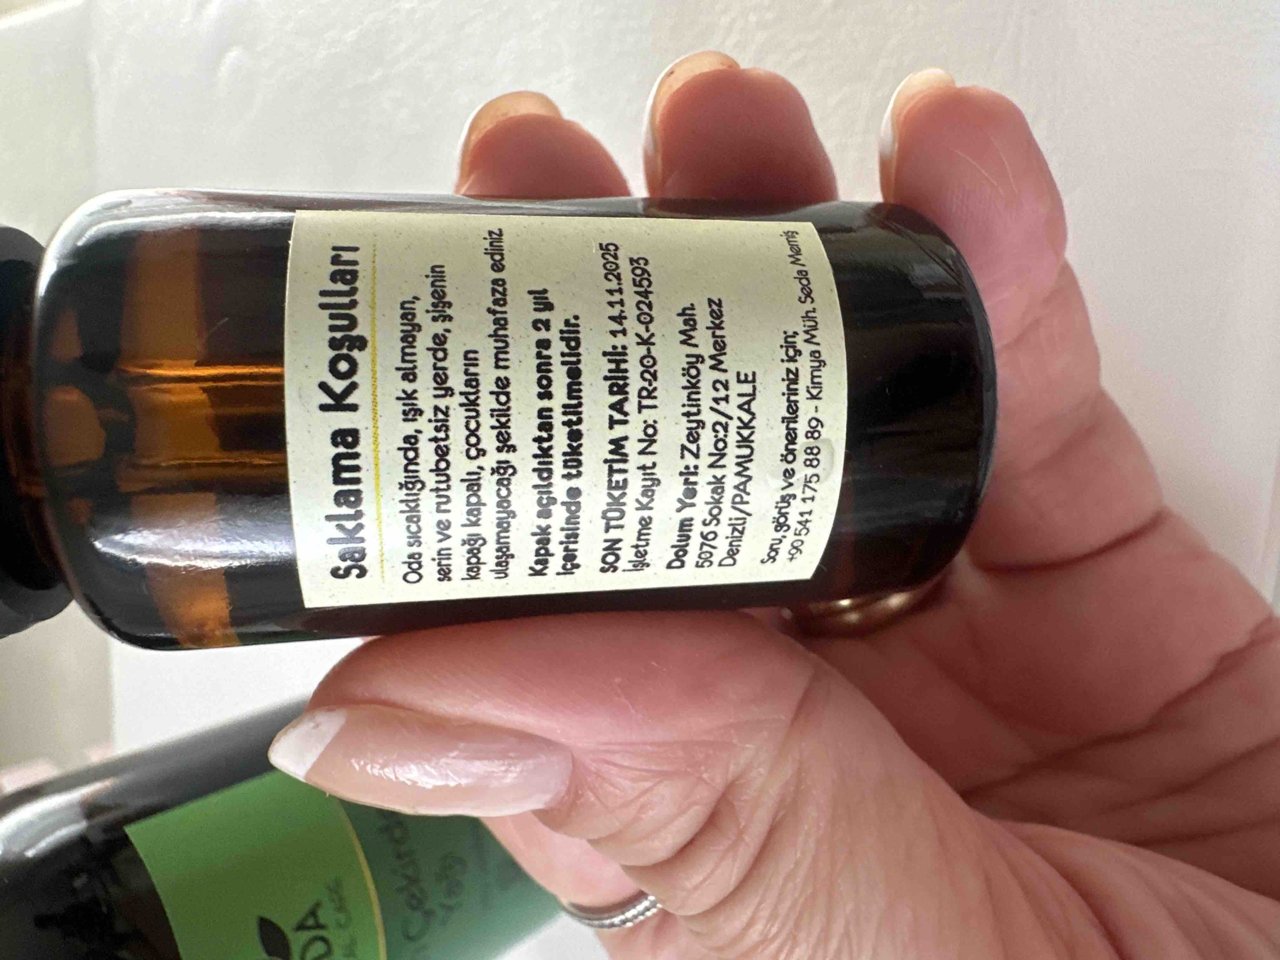 Saklama Koşulları
Oda sıcaklığında, ışık almayan,
serin ve rutubetsiz yerde, şişenin
kapağı kapalı, çocukların
ulaşamayacağı şekilde muhafaza ediniz
Kapak açıldıktan sonra 2 yıl
içerisinde tüketilmelidir.
SON TÜKETİM TARİHİ: 14.11.2025
İşletme Kayıt No: TR-20-K-024593
Dolum Yeri: Zeytinköy Mah.
5076 Sokak No:2/12 Merkez
Denizli/PAMUKKALE
Soru, görüş ve önerileriniz için;
+90 541 175 88 89 - Kimya Müh. Seda Memiş
DA
Çekirde
Yağı